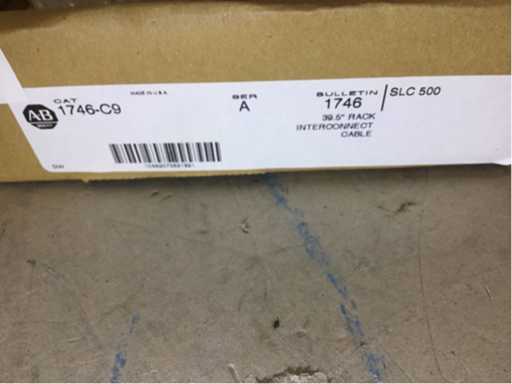 CAT
1746-C9
MADE IN U.S.A.
SER
A
BULLETIN
1746
SLC 500
39.5" RACK
INTERCONNECT
CABLE
AB